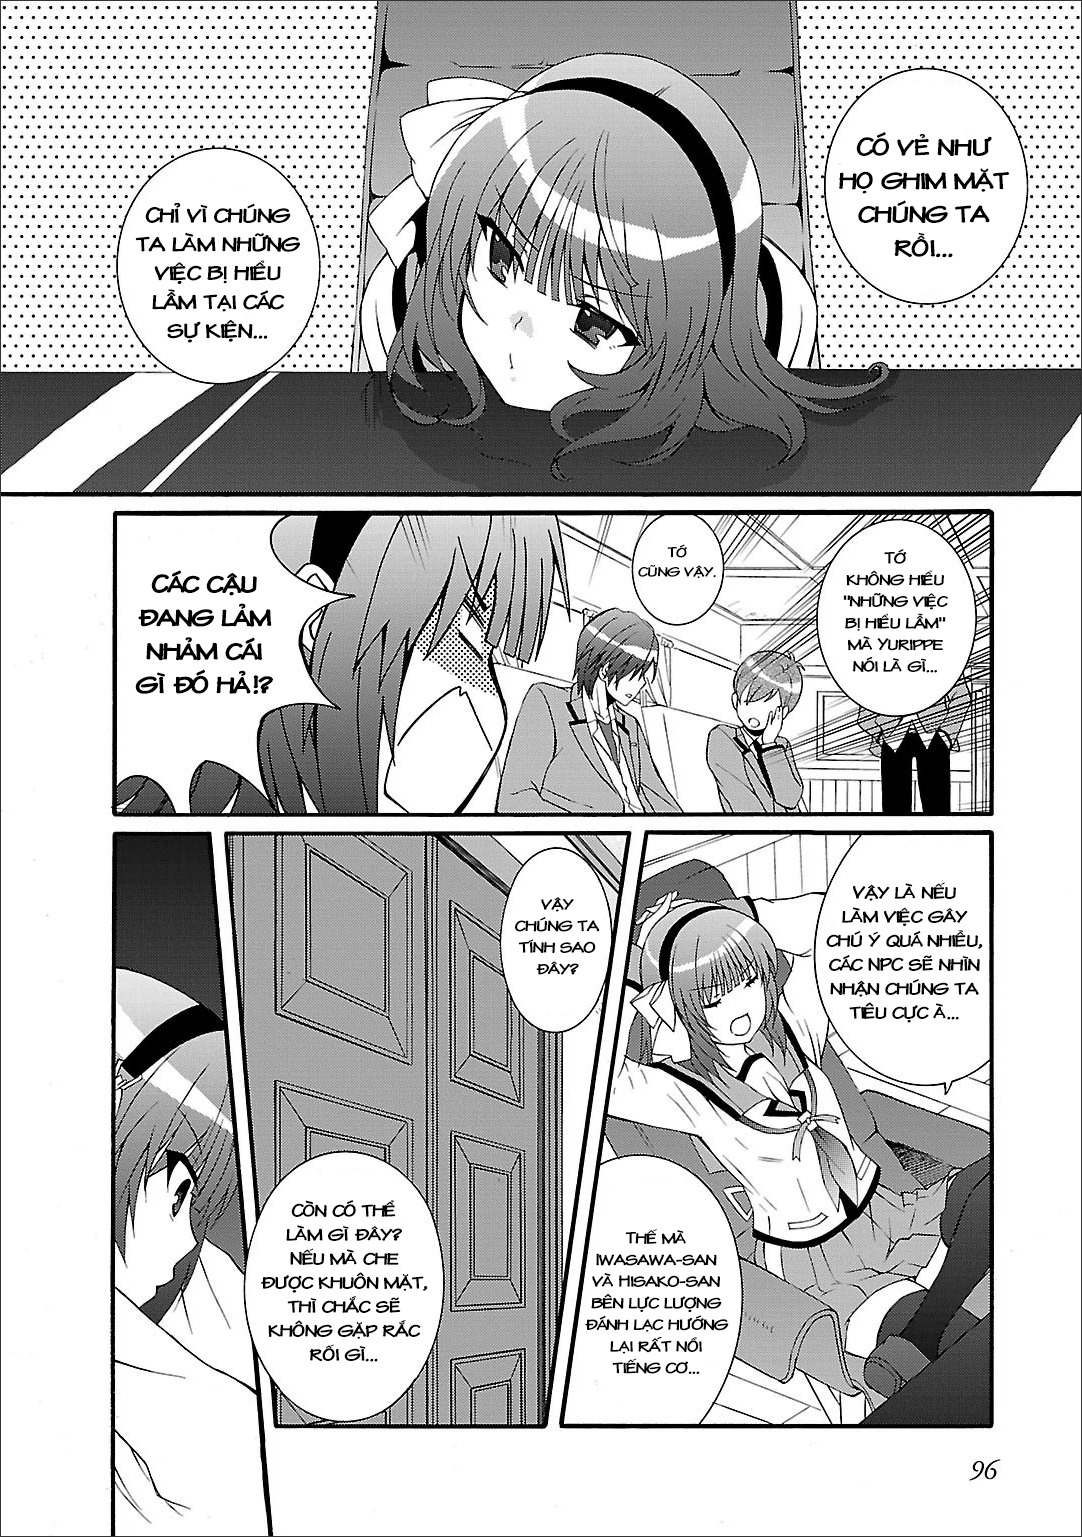 CÓ VẺ NHƯ
HỌ GHIM MẶT
CHÚNG TA
RỒI...
CHỈ VÌ CHÚNG
TA LÀM NHỮNG
VIỆC BỊ HIỂU
LẦM TẠI CÁC
SỰ KIỆN...
TỚ
KHÔNG HIỂU
"NHỮNG VIỆC
BỊ HIỂU LẦM"
MÀ YURIPPE
NÓI LÀ GÌ...
TỚ
CŨNG VẬY.
CÁC CẬU
ĐANG LẢM
NHẢM CÁI
GÌ ĐÓ HẢ!?
VẬY LÀ NẾU
LÀM VIỆC GÂY
CHÚ Ý QUÁ NHIỀU,
CÁC NPC SẼ NHÌN
NHẬN CHÚNG TA
TIÊU CỰC À...
THẾ MÀ
IWASAWA-SAN
VÀ HISAKO-SAN
BÊN LỰC LƯỢNG
ĐÁNH LẠC HƯỚNG
LẠI RẤT NỔI
TIẾNG CƠ...
VẬY
CHÚNG TA
TÍNH SAO
ĐÂY?
CÒN CÓ THỂ
LÀM GÌ ĐÂY?
NẾU MÀ CHE
ĐƯỢC KHUÔN MẶT,
THÌ CHẮC SẼ
KHÔNG GẶP RẮC
RỐI GÌ...
96